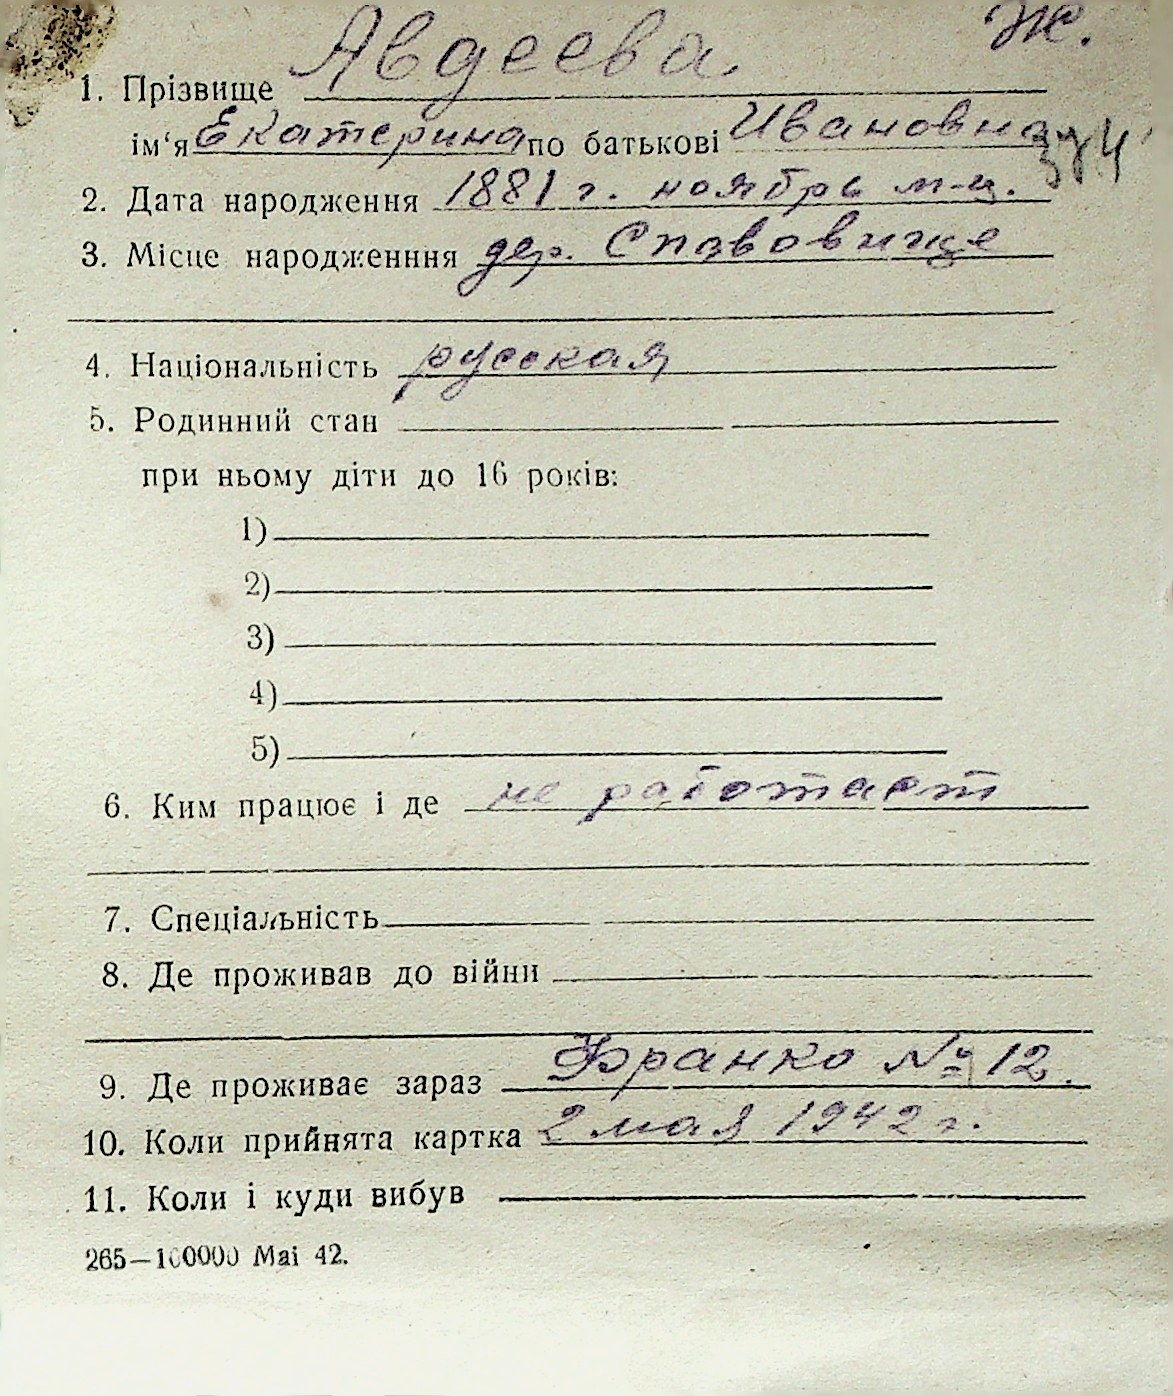 Ж.
1. Прізвище Авдеева.
ім‘я Екатерина по батькові Ивановна
2. Дата народження 1881 г. ноябрь м-ц.
3. Місце народженння дер.
4. Національність русская
5. Родинний стан
при ньому діти до 16 років:
1)
2)
3)
4)
5)
6. Ким працює і де не работает
7. Спеціальність
8. Де проживав до війни
9. Де проживає зараз Франко № 12.
10. Коли прийнята картка 2 мая 1942 г.
11. Коли і куди вибув
265—100000 Mai 42.